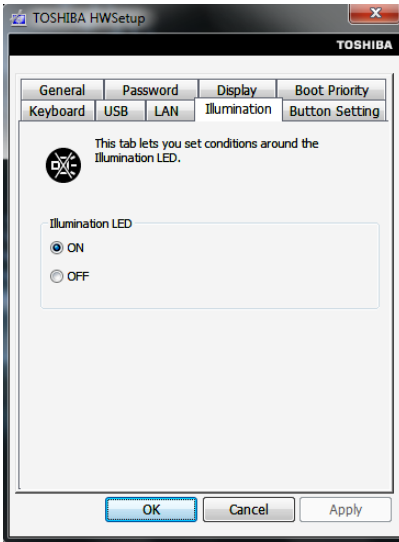 TOSHIBA HWSetup
TOSHIBA
General Password Display Boot Priority
Keyboard USB LAN Illumination Button Setting
This tab lets you set conditions around the
Illumination LED.
Illumination LED
ON
OFF
OK Cancel Apply